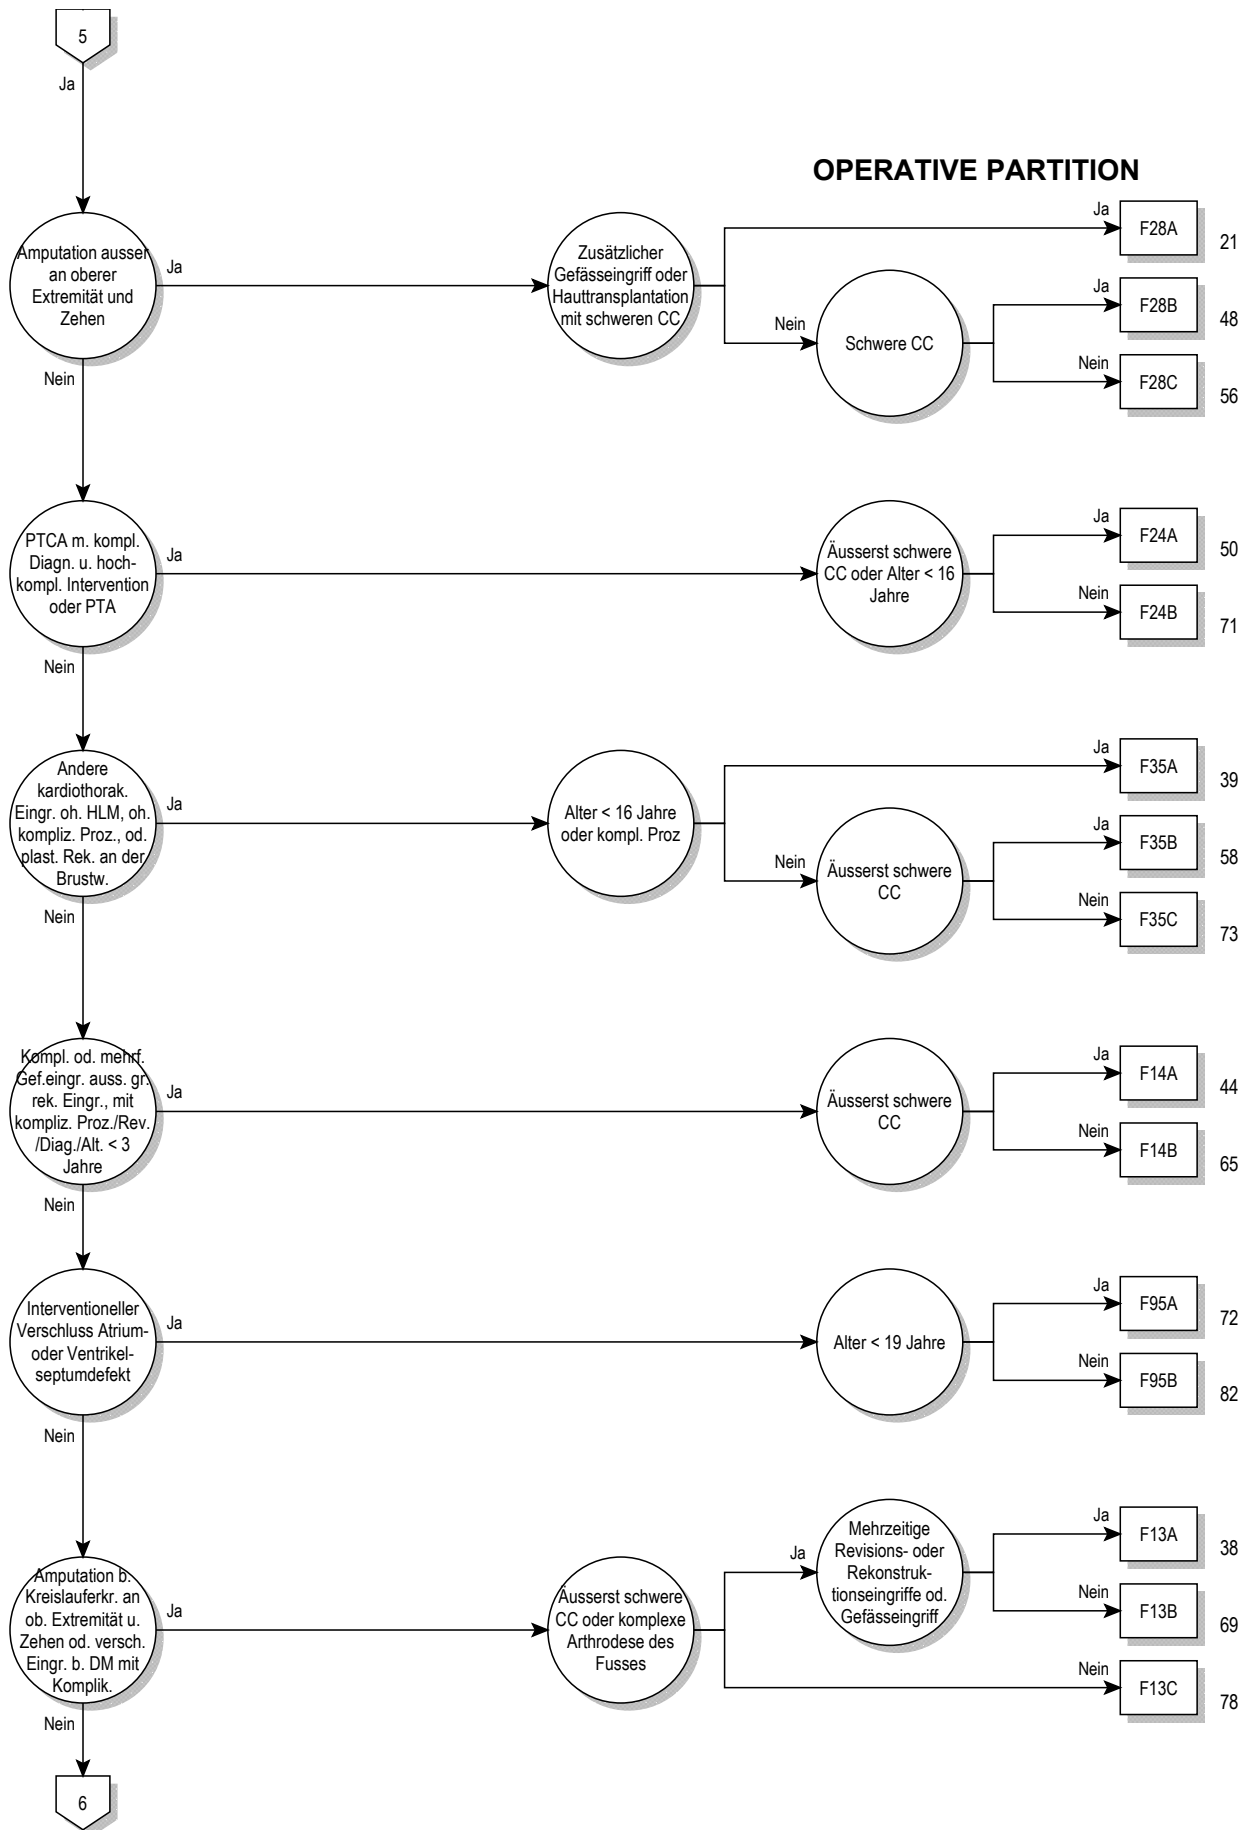 5
Ja
OPERATIVE PARTITION
Amputation ausser
an oberer
Extremität und
Zehen
Ja
Zusätzlicher
Gefässeingriff oder
Hauttransplantation
mit schweren CC
Ja
F28A
21
Nein
Schwere CC
Ja
F28B
48
Nein
F28C
56
Nein
PTCA m. kompl.
Diagn. u. hoch-
kompl. Intervention
oder PTA
Ja
Äusserst schwere
CC oder Alter < 16
Jahre
Ja
F24A
50
Nein
F24B
71
Nein
Andere
kardiothorak.
Eingr. oh. HLM, oh.
kompliz. Proz., od.
plast. Rek. an der
Brustw.
Ja
Alter < 16 Jahre
oder kompl. Proz
Ja
F35A
39
Nein
Äusserst schwere
CC
Ja
F35B
58
Nein
F35C
73
Nein
Kompl. od. mehrf.
Gef.eingr. auss. gr.
rek. Eingr., mit
kompliz. Proz./Rev.
/Diag./Alt. < 3
Jahre
Ja
Äusserst schwere
CC
Ja
F14A
44
Nein
F14B
65
Nein
Interventioneller
Verschluss Atrium-
oder Ventrikel-
septumdefekt
Ja
Alter < 19 Jahre
Ja
F95A
72
Nein
F95B
82
Nein
Amputation b.
Kreislauferkr. an
ob. Extremität u.
Zehen od. versch.
Eingr. b. DM mit
Komplik.
Ja
Äusserst schwere
CC oder komplexe
Arthrodese des
Fusses
Ja
Mehrzeitige
Revisions- oder
Rekonstruk-
tionseingriffe od.
Gefässeingriff
Ja
F13A
38
Nein
F13B
69
Nein
F13C
78
Nein
6